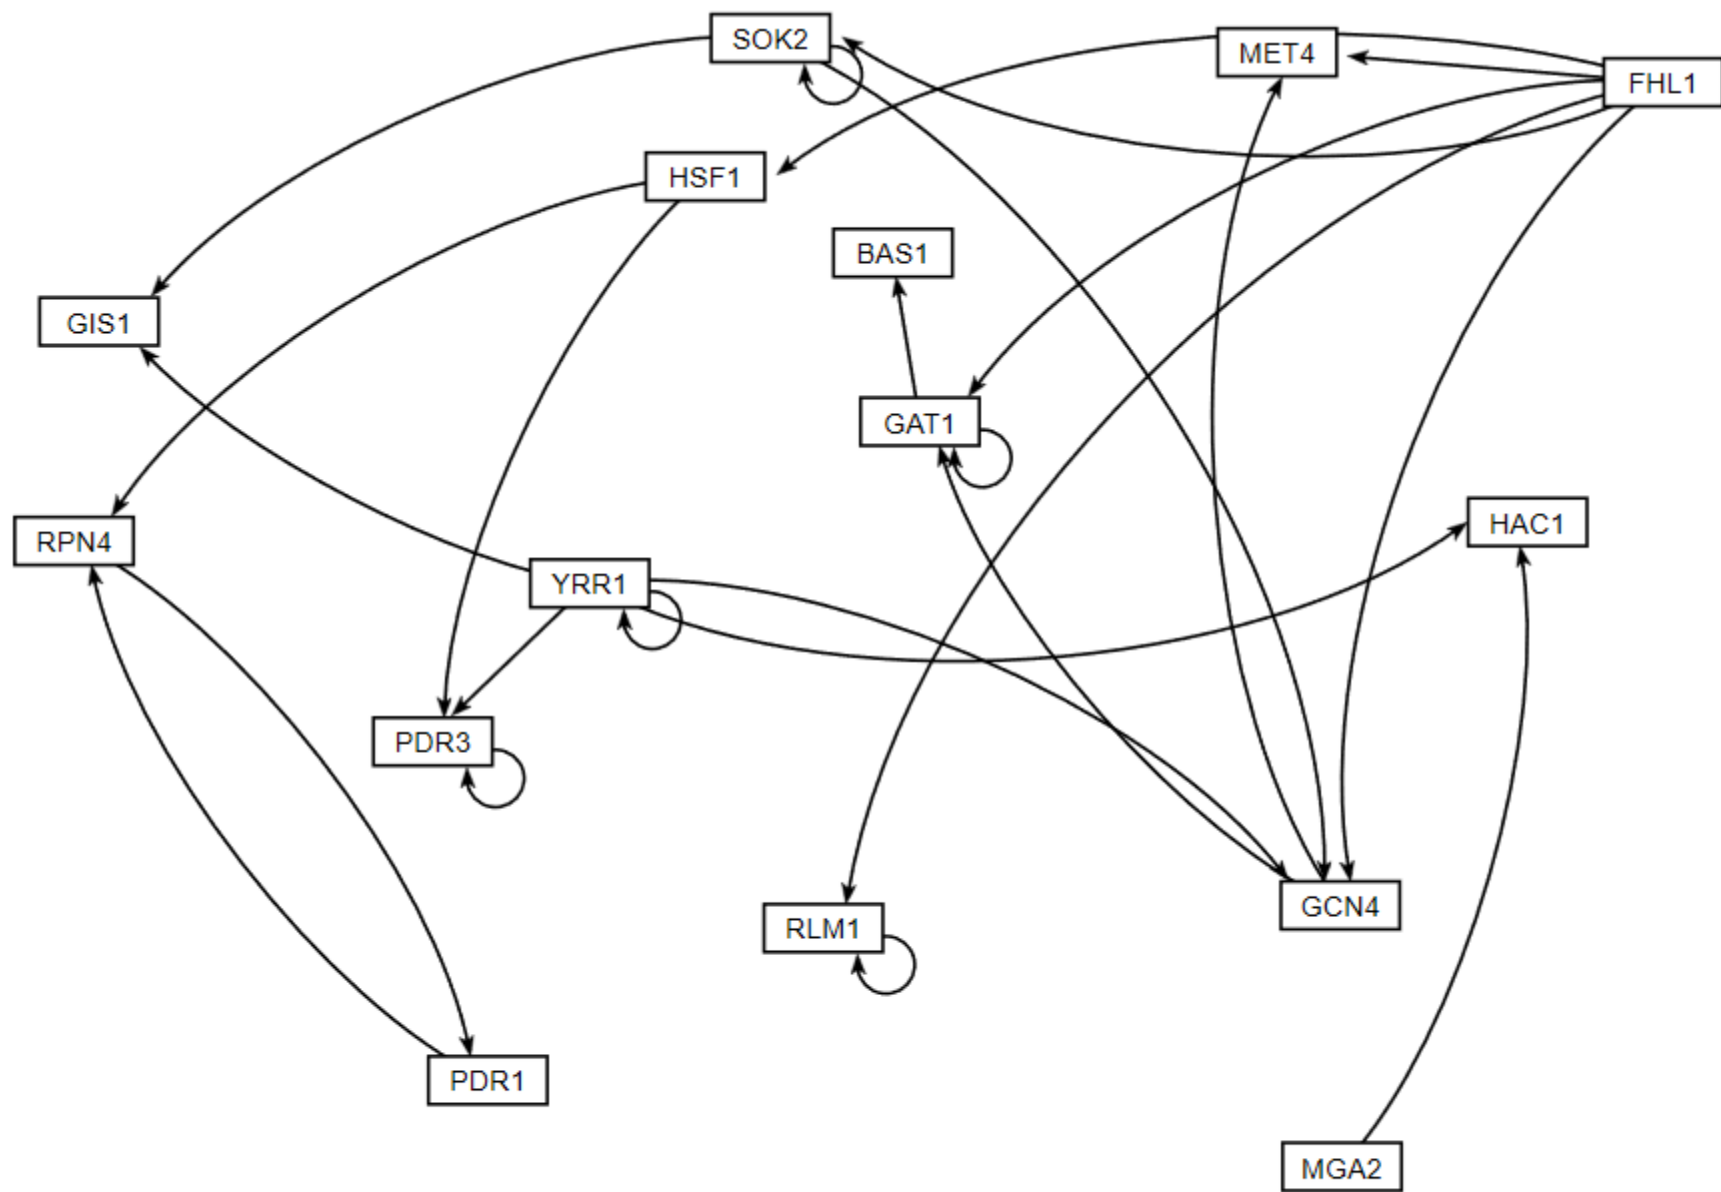 SOK2
MET4
FHL1
HSF1
BAS1
GIS1
GAT1
HAC1
RPN4
YRR1
PDR3
GCN4
RLM1
PDR1
MGA2